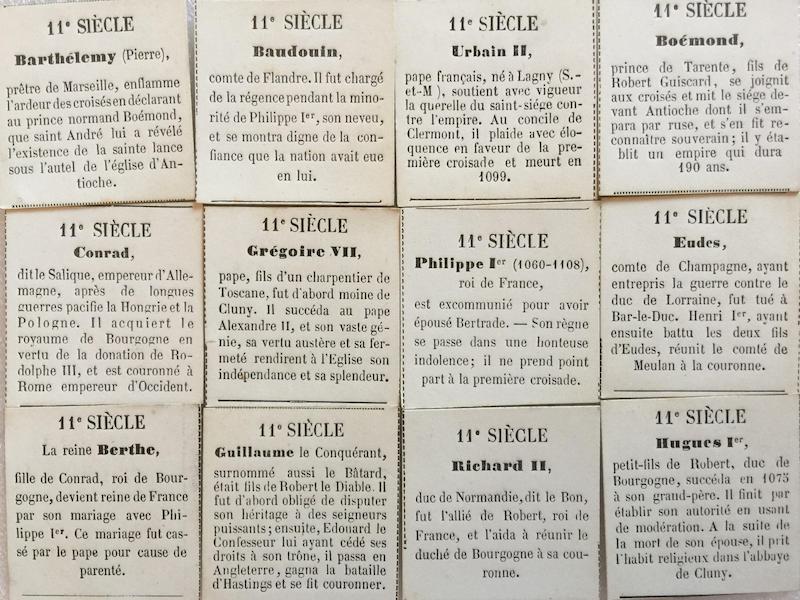 11e SIÈCLE
Barthélemy (Pierre),
prêtre de Marseille, enflamme
l'ardeur des croisés en déclarant
au prince normand Boémond,
que saint André lui a révélé
l'existence de la sainte lance
sous l'autel de l'église d'An-
tioche.
11e SIÈCLE
Baudouin,
comte de Flandre. Il fut chargé
de la régence pendant la mino-
rité de Philippe Ier, son neveu,
et se montra digne de la con-
fiance que la nation avait eue
en lui.
11e SIÈCLE
Urbain II,
pape français, né à Lagny (S.-
et-M), soutient avec vigueur
la querelle du saint-siége con-
tre l'empire. Au concile de
Clermont, il plaide avec élo-
quence en faveur de la pre-
mière croisade et meurt en
1099.
11e SIÈCLE
Boémond,
prince de Tarente, fils de
Robert Guiscard, se joignit
aux croisés et mit le siége de-
vant Antioche dont il s'em-
para par ruse, et s'en fit re-
connaître souverain; il y éta-
blit un empire qui dura
190 ans.
11e SIÈCLE
Conrad,
dit le Salique, empereur d'Alle-
magne, après de longues
guerres pacifia la Hongrie et la
Pologne. Il acquiert le
royaume de Bourgogne en
vertu de la donation de Ro-
dolphe III, et est couronné à
Rome empereur d'Occident.
11e SIÈCLE
Grégoire VII,
pape, fils d'un charpentier de
Toscane, fut d'abord moine de
Cluny. Il succéda au pape
Alexandre II, et son vaste gé-
nie, sa vertu austère et sa fer-
meté rendirent à l'Eglise son
indépendance et sa splendeur.
11e SIÈCLE
Philippe Ier (1060-1108),
roi de France,
est excommunié pour avoir
épousé Bertrade. — Son règne
se passe dans une honteuse
indolence; il ne prend point
part à la première croisade.
11e SIÈCLE
Eudes,
comte de Champagne, ayant
entrepris la guerre contre le
duc de Lorraine, fut tué à
Bar-le-Duc. Henri Ier, ayant
ensuite battu les deux fils
d'Eudes, réunit le comté de
Meulan à la couronne.
11e SIÈCLE
La reine Berthe,
fille de Conrad, roi de Bour-
gogne, devient reine de France
par son mariage avec Phi-
lippe Ier. Ce mariage fut cas-
sé par le pape pour cause de
parenté.
11e SIÈCLE
Guillaume le Conquérant,
surnommé aussi le Bâtard,
était fils de Robert le Diable. Il
fut d'abord obligé de disputer
son héritage à des seigneurs
puissants; ensuite, Edouard le
Confesseur lui ayant cédé ses
droits à son trône, il passa en
Angleterre, gagna la bataille
d'Hastings et se fit couronner.
11e SIÈCLE
Richard II,
duc de Normandie, dit le Bon,
fut l'allié de Robert, roi de
France, et l'aida à réunir le
duché de Bourgogne à sa cou-
ronne.
11e SIÈCLE
Hugues Ier,
petit-fils de Robert, duc de
Bourgogne, succéda en 1075
à son grand-père. Il finit par
établir son autorité en usant
de modération. A la suite de
la mort de son épouse, il prit
l'habit religieux dans l'abbaye
de Cluny.